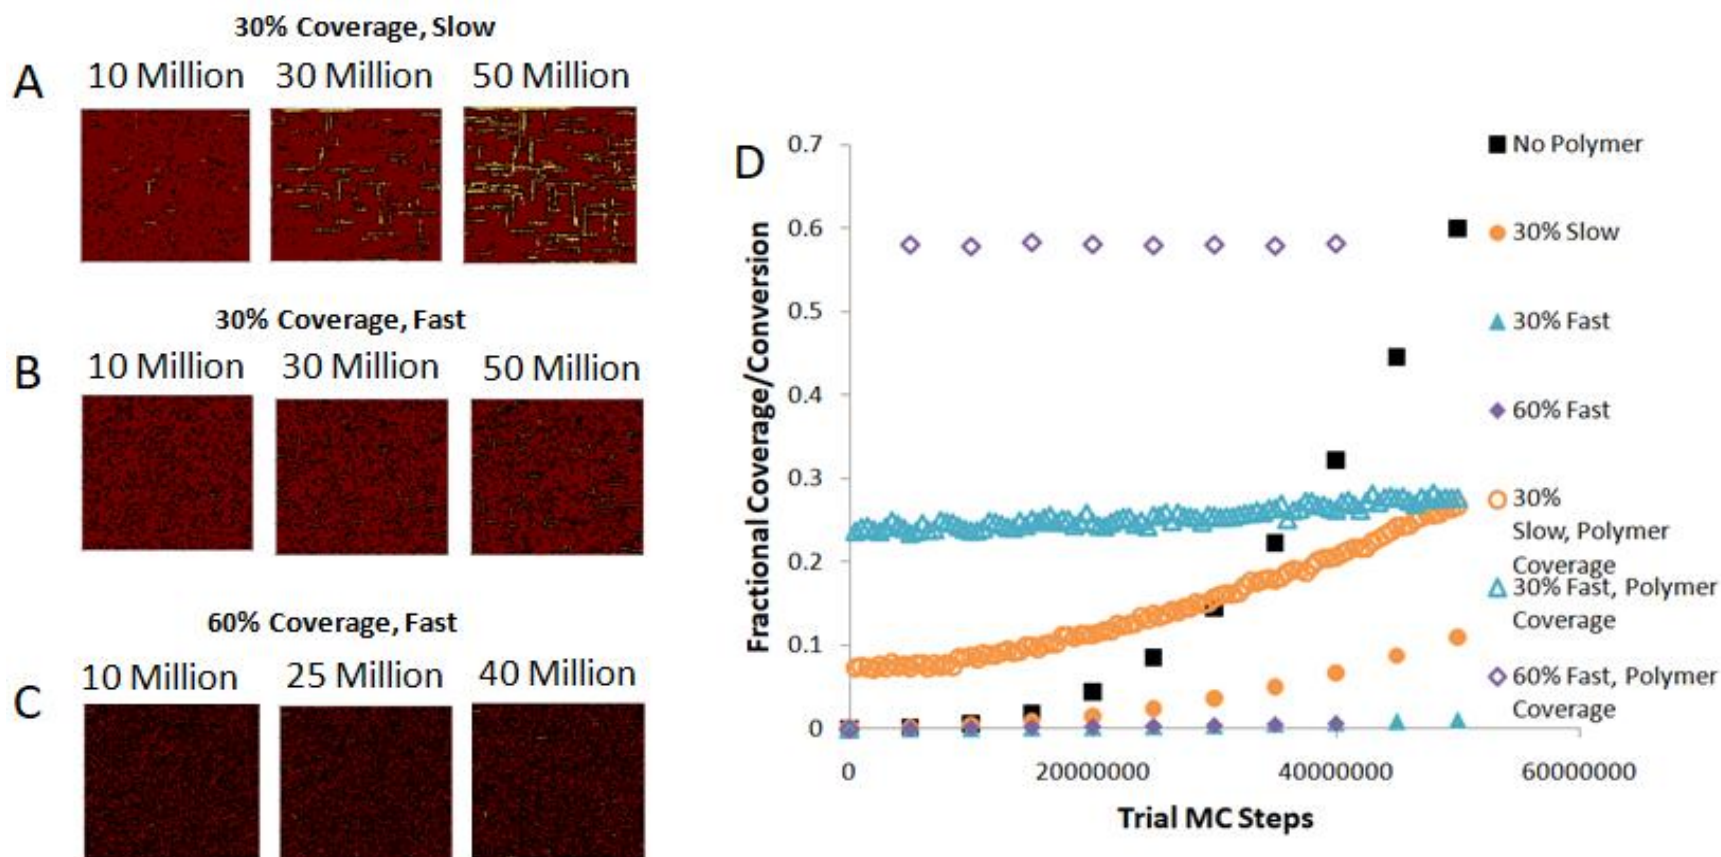 30% Coverage, Slow
A
10 Million
30 Million
50 Million
30% Coverage, Fast
B
10 Million
30 Million
50 Million
60% Coverage, Fast
C
10 Million
25 Million
40 Million
D
Fractional Coverage/Conversion
0.7
0.6
0.5
0.4
0.3
0.2
0.1
0
0
20000000
40000000
60000000
Trial MC Steps
No Polymer
30% Slow
30% Fast
60% Fast
30%
Slow, Polymer
Coverage
30% Fast, Polymer
Coverage
60% Fast, Polymer
Coverage